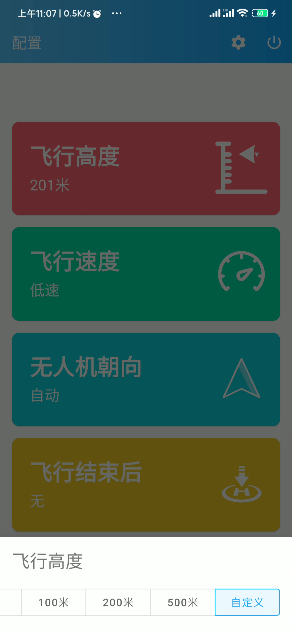 上午11:07 | 0.5K/s ...
60
配置
飞行高度
201米
飞行速度
低速
无人机朝向
自动
飞行结束后
无
飞行高度
100米 200米 500米 自定义